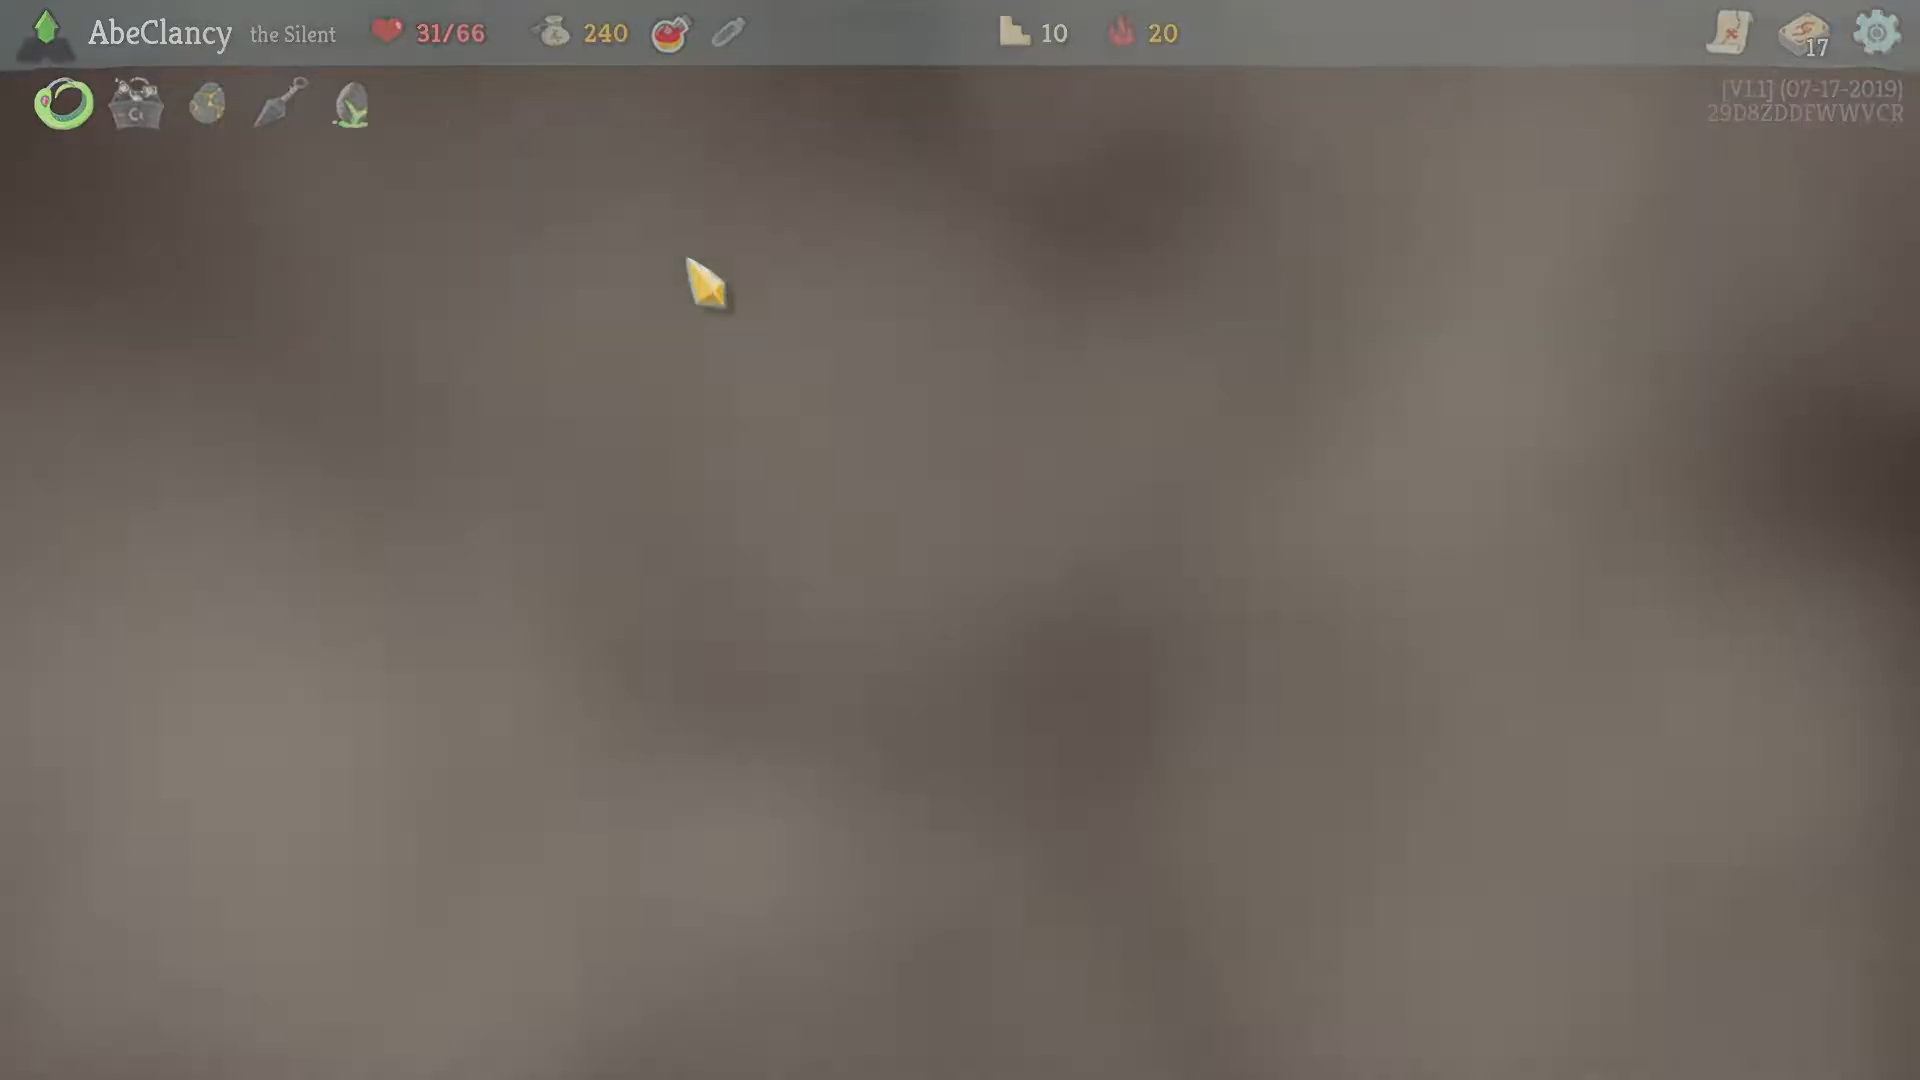 AbeClancy the Silent 31/66 240 10 20 17
[V1.1] (07-17-2019)
29D8ZDDFWWVCR